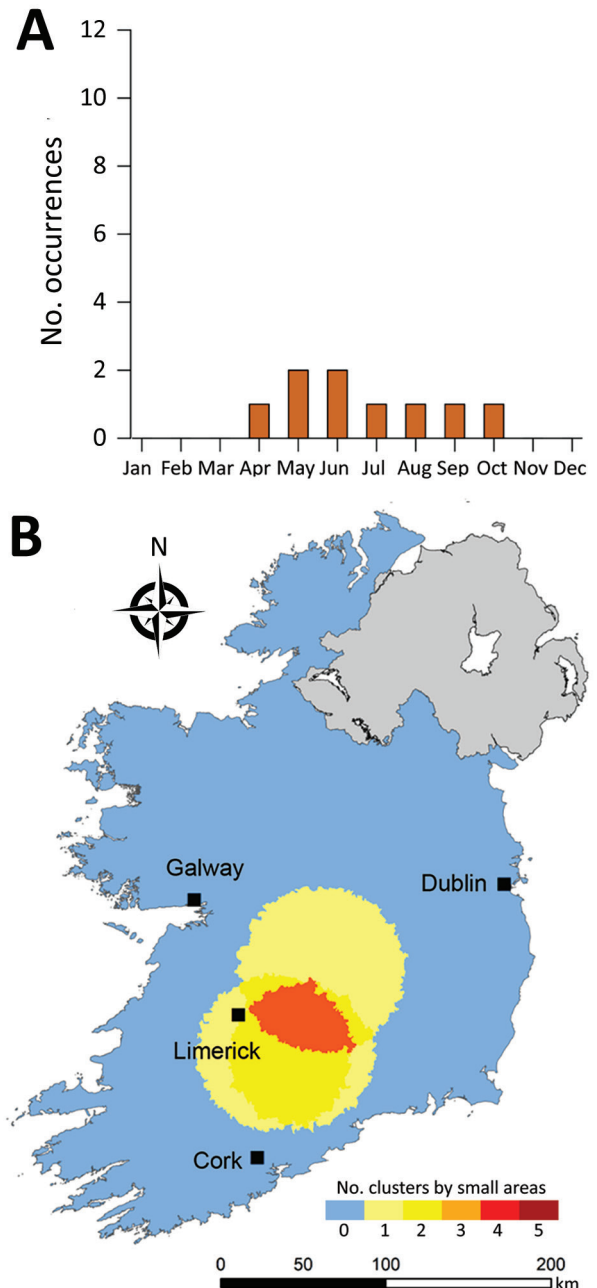 A
No. occurrences
12
10
8
6
4
2
0
Jan Feb Mar Apr May Jun Jul Aug Sep Oct Nov Dec
B
N
Galway
Dublin
Limerick
Cork
No. clusters by small areas
0 1 2 3 4 5
0 50 100 200
km